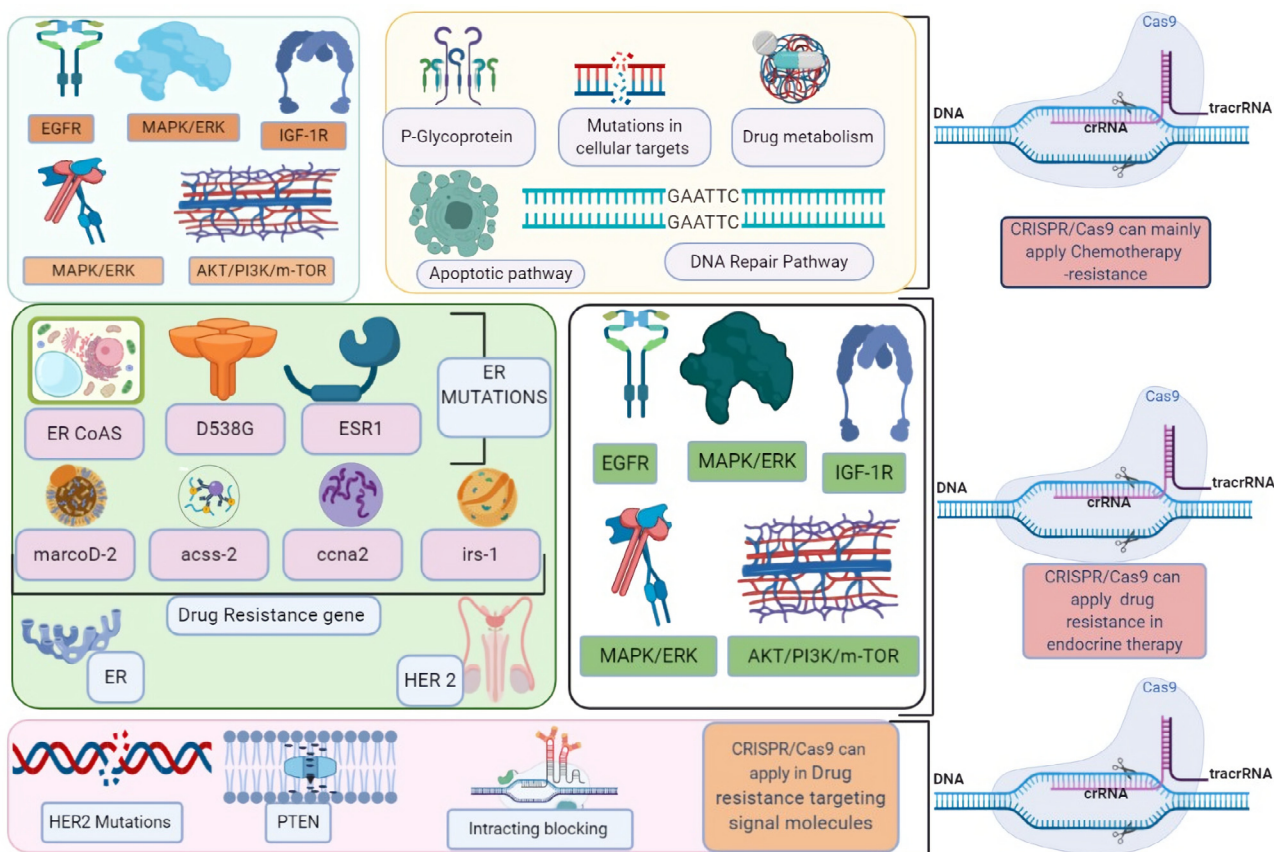 EGFR
MAPK/ERK
IGF-1R
MAPK/ERK
AKT/PI3K/m-TOR
P-Glycoprotein
Mutations in
cellular targets
Drug metabolism
GAATTC
GAATTC
Apoptotic pathway
DNA Repair Pathway
Cas9
DNA
tracrRNA
crRNA
CRISPR/Cas9 can mainly
apply Chemotherapy
-resistance
ER CoAS
D538G
ESR1
ER
MUTATIONS
marcoD-2
acss-2
ccna2
irs-1
Drug Resistance gene
ER
HER 2
EGFR
MAPK/ERK
IGF-1R
MAPK/ERK
AKT/PI3K/m-TOR
Cas9
DNA
tracrRNA
crRNA
CRISPR/Cas9 can
apply drug
resistance in
endocrine therapy
HER2 Mutations
PTEN
Intracting blocking
CRISPR/Cas9 can
apply in Drug
resistance targeting
signal molecules
Cas9
DNA
tracrRNA
crRNA